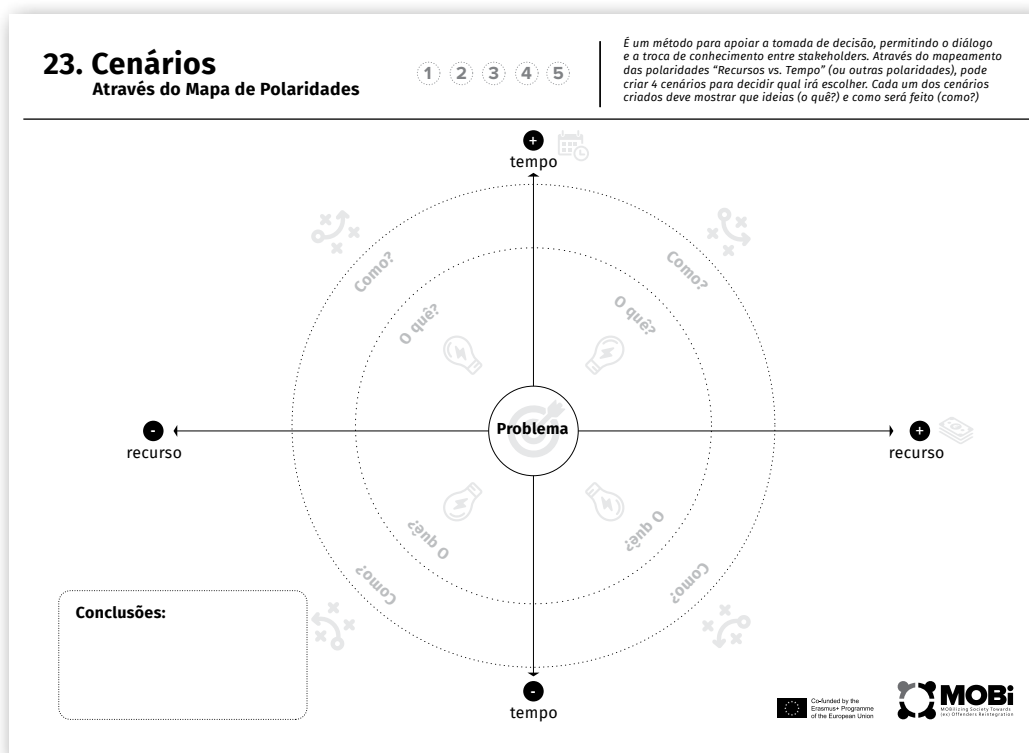 23. Cenários
Através do Mapa de Polaridades
1 2 3 4 5
É um método para apoiar a tomada de decisão, permitindo o diálogo
e a troca de conhecimento entre stakeholders. Através do mapeamento
das polaridades “Recursos vs. Tempo” (ou outras polaridades), pode
criar 4 cenários para decidir qual irá escolher. Cada um dos cenários
criados deve mostrar que ideias (o quê?) e como será feito (como?)
+
tempo
Como?
Como?
O quê?
O quê?
Problema
-
recurso
+
recurso
O quê?
O quê?
Como?
Como?
Conclusões:
-
tempo
Co-funded by the
Erasmus+ Programme
of the European Union
MOBi
MOBilizing Society Towards
(ex) Offenders Reintegration